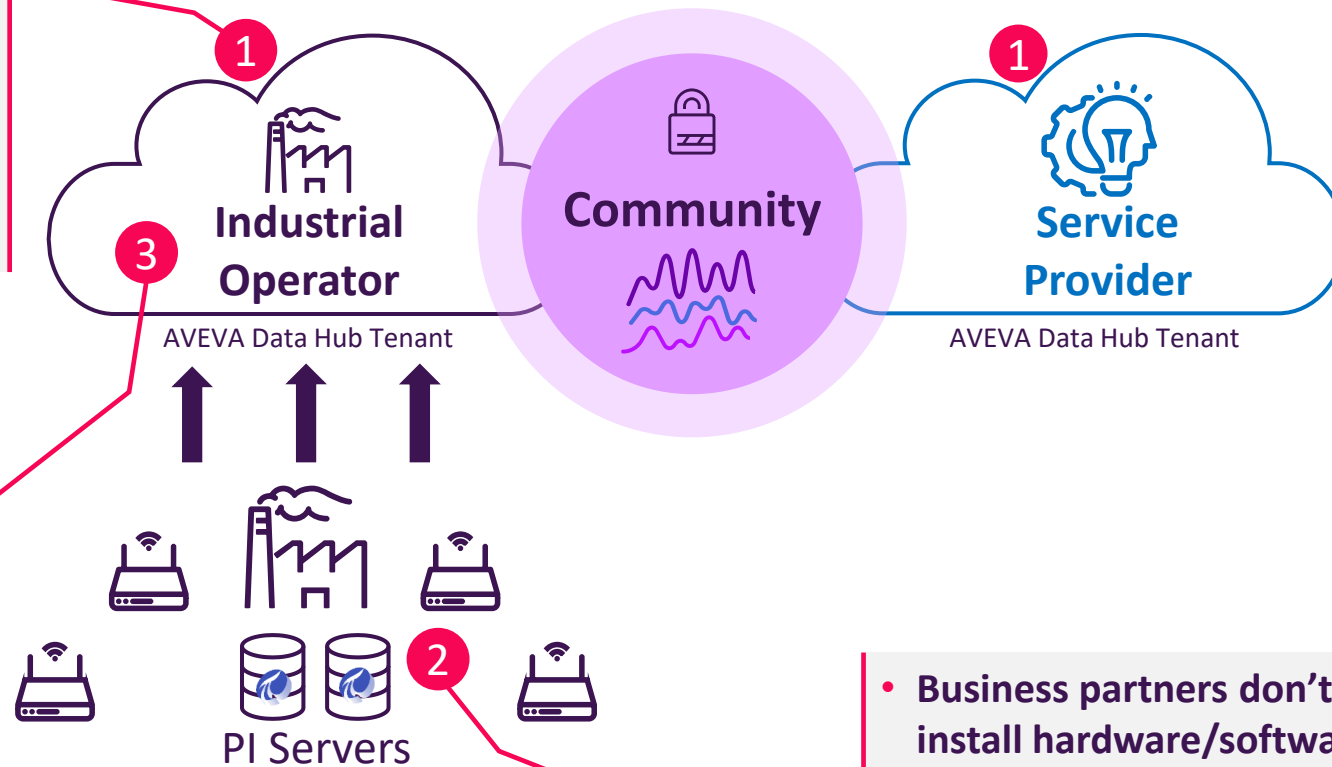 1
1
Industrial
Operator
Community
Service
Provider
3
AVEVA Data Hub Tenant
AVEVA Data Hub Tenant
2
PI Servers
• Business partners don't
install hardware/softwa